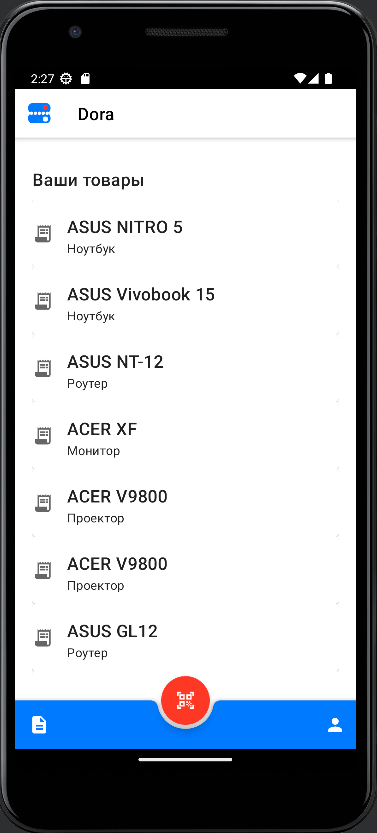 2:27
Dora
Ваши товары
ASUS NITRO 5
Ноутбук
ASUS Vivobook 15
Ноутбук
ASUS NT-12
Роутер
ACER XF
Монитор
ACER V9800
Проектор
ACER V9800
Проектор
ASUS GL12
Роутер